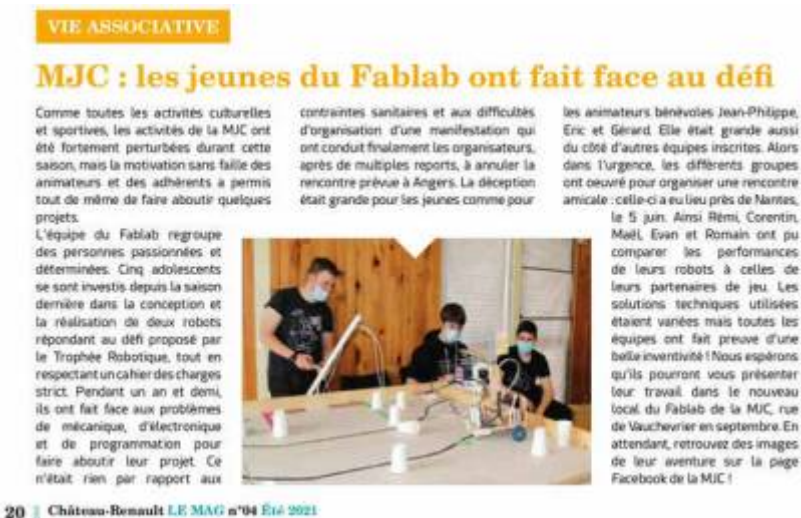 VIE ASSOCIATIVE
MJC : les jeunes du Fablab ont fait face au défi
Comme toutes les activités culturelles
et sportives, les activités de la MJC ont
été fortement perturbées durant cette
saison, mais la motivation sans faille des
animateurs et des adhérents a permis
tout de même de faire aboutir quelques
projets.
L'équipe du Fablab regroupe
des personnes passionnées et
déterminées. Cinq adolescents
se sont investis depuis la saison
dernière dans la conception et
la réalisation de deux robots
répondant au défi proposé par
le Trophée Robotique, tout en
respectant un cahier des charges
strict. Pendant un an et demi,
ils ont fait face aux problèmes
de mécanique, d'électronique
et de programmation pour
faire aboutir leur projet. Ce
n'était rien par rapport aux
contraintes sanitaires et aux difficultés
d'organisation d'une manifestation qui
ont conduit finalement les organisateurs,
après de multiples reports, à annuler la
rencontre prévue à Angers. La déception
était grande pour les jeunes comme pour
les animateurs bénévoles Jean-Philippe,
Eric et Gérard. Elle était grande aussi
du côté d'autres équipes inscrites. Alors
dans l'urgence, les différents groupes
ont oeuvré pour organiser une rencontre
amicale : celle-ci a eu lieu près de Nantes,
le 5 juin. Ainsi Rémi, Corentin,
Maël, Evan et Romain ont pu
comparer les performances
de leurs robots à celles de
leurs partenaires de jeu. Les
solutions techniques utilisées
étaient variées mais toutes les
équipes ont fait preuve d'une
belle inventivité ! Nous espérons
qu'ils pourront vous présenter
leur travail dans le nouveau
local du Fablab de la MJC, rue
de Vauchevrier en septembre. En
attendant, retrouvez des images
de leur aventure sur la page
Facebook de la MJC !
20 | Château-Renault LE MAG n°04 Été 2021